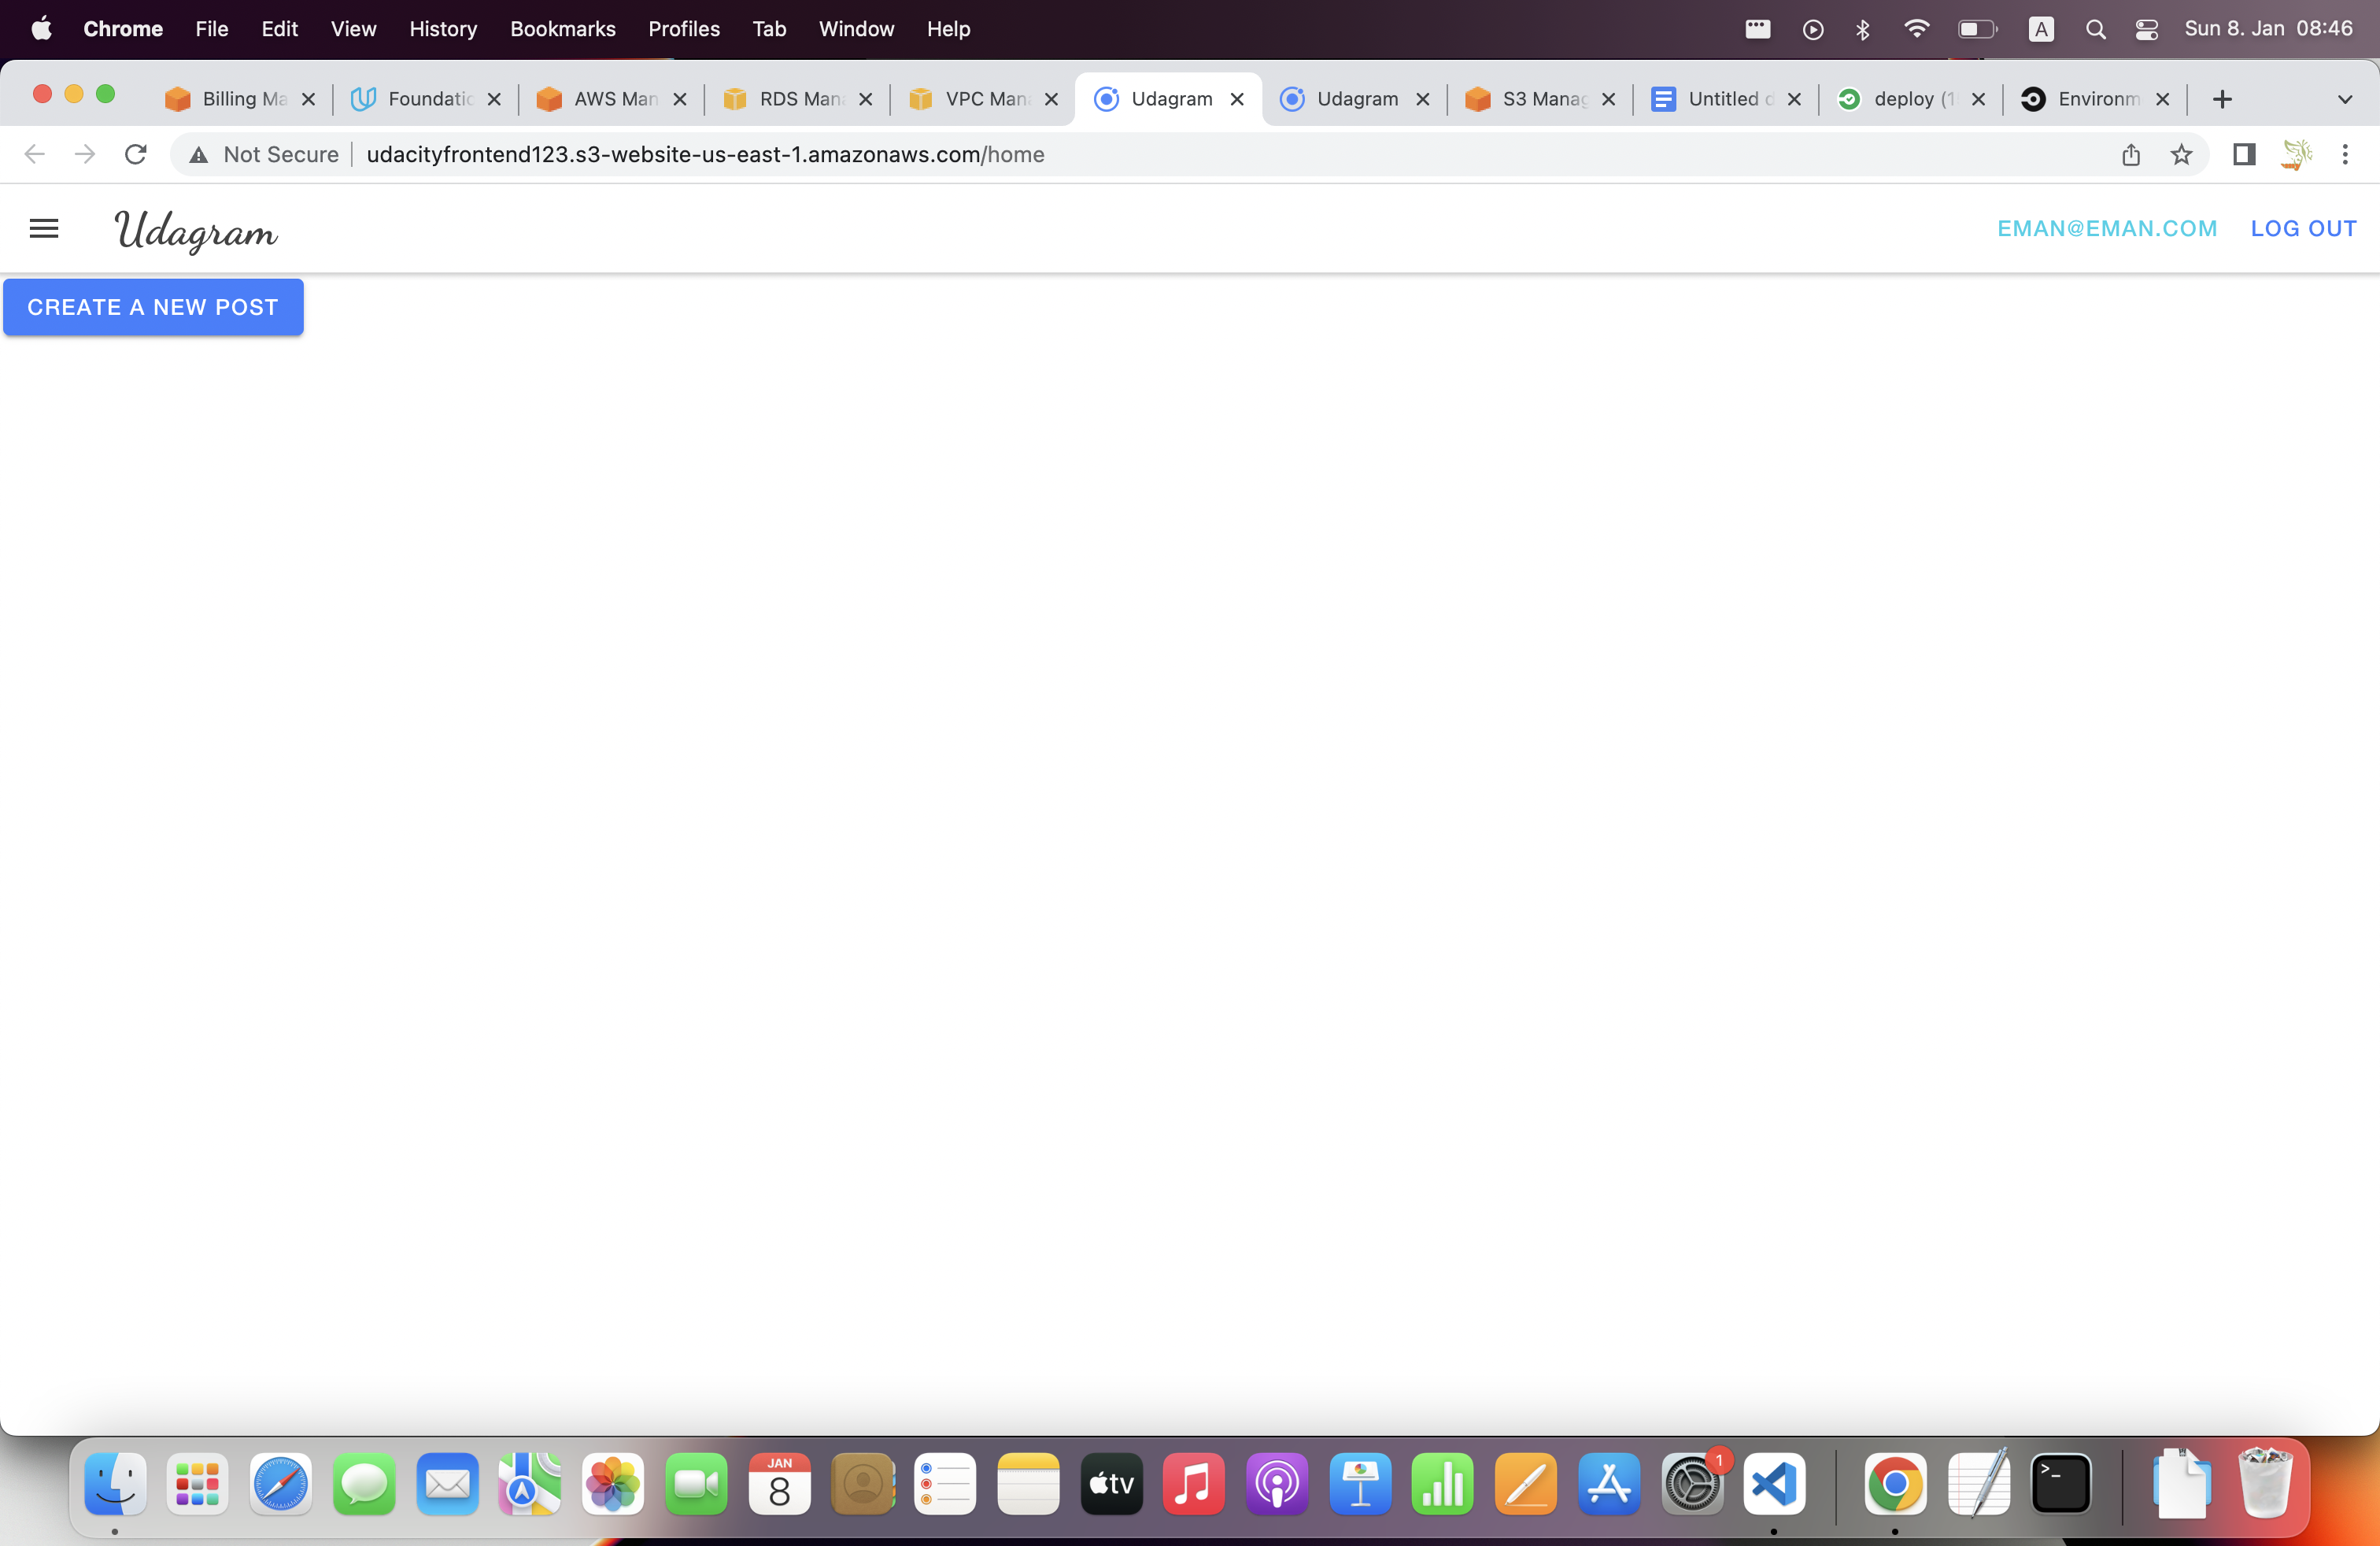 Chrome File Edit View History Bookmarks Profiles Tab Window Help A Sun 8. Jan 08:46
Billing Ma Foundatic AWS Man RDS Man VPC Man Udagram Udagram S3 Manag Untitled d deploy (1 Environm
Not Secure udacityfrontend123.s3-website-us-east-1.amazonaws.com/home
Udagram EMAN@EMAN.COM LOG OUT
CREATE A NEW POST
JAN
8
tv
1
>_